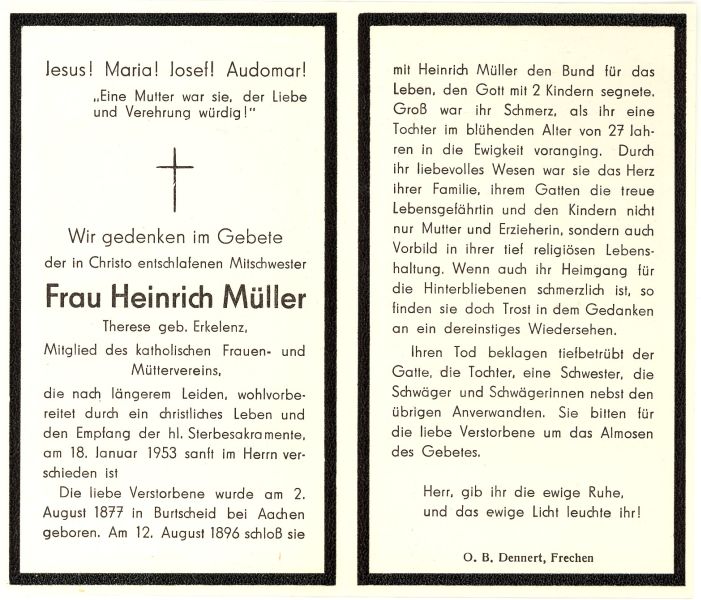 Jesus! Maria! Josef! Audomar!
„Eine Mutter war sie, der Liebe
und Verehrung würdig!"
Wir gedenken im Gebete
der in Christo entschlafenen Mitschwester
Frau Heinrich Müller
Therese geb. Erkelenz,
Mitglied des katholischen Frauen- und
Müttervereins,
die nach längerem Leiden, wohlvorbe-
reitet durch ein christliches Leben und
den Empfang der hl. Sterbesakramente,
am 18. Januar 1953 sanft im Herrn ver-
schieden ist
Die liebe Verstorbene wurde am 2.
August 1877 in Burtscheid bei Aachen
geboren. Am 12. August 1896 schloß sie
mit Heinrich Müller den Bund für das
Leben, den Gott mit 2 Kindern segnete.
Groß war ihr Schmerz, als ihr eine
Tochter im blühenden Alter von 27 Jah-
ren in die Ewigkeit voranging. Durch
ihr liebevolles Wesen war sie das Herz
ihrer Familie, ihrem Gatten die treue
Lebensgefährtin und den Kindern nicht
nur Mutter und Erzieherin, sondern auch
Vorbild in ihrer tief religiösen Lebens-
haltung. Wenn auch ihr Heimgang für
die Hinterbliebenen schmerzlich ist, so
finden sie doch Trost in dem Gedanken
an ein dereinstiges Wiedersehen.
Ihren Tod beklagen tiefbetrübt der
Gatte, die Tochter, eine Schwester, die
Schwäger und Schwägerinnen nebst den
übrigen Anverwandten. Sie bitten für
die liebe Verstorbene um das Almosen
des Gebetes.
Herr, gib ihr die ewige Ruhe,
und das ewige Licht leuchte ihr!
O. B. Dennert, Frechen